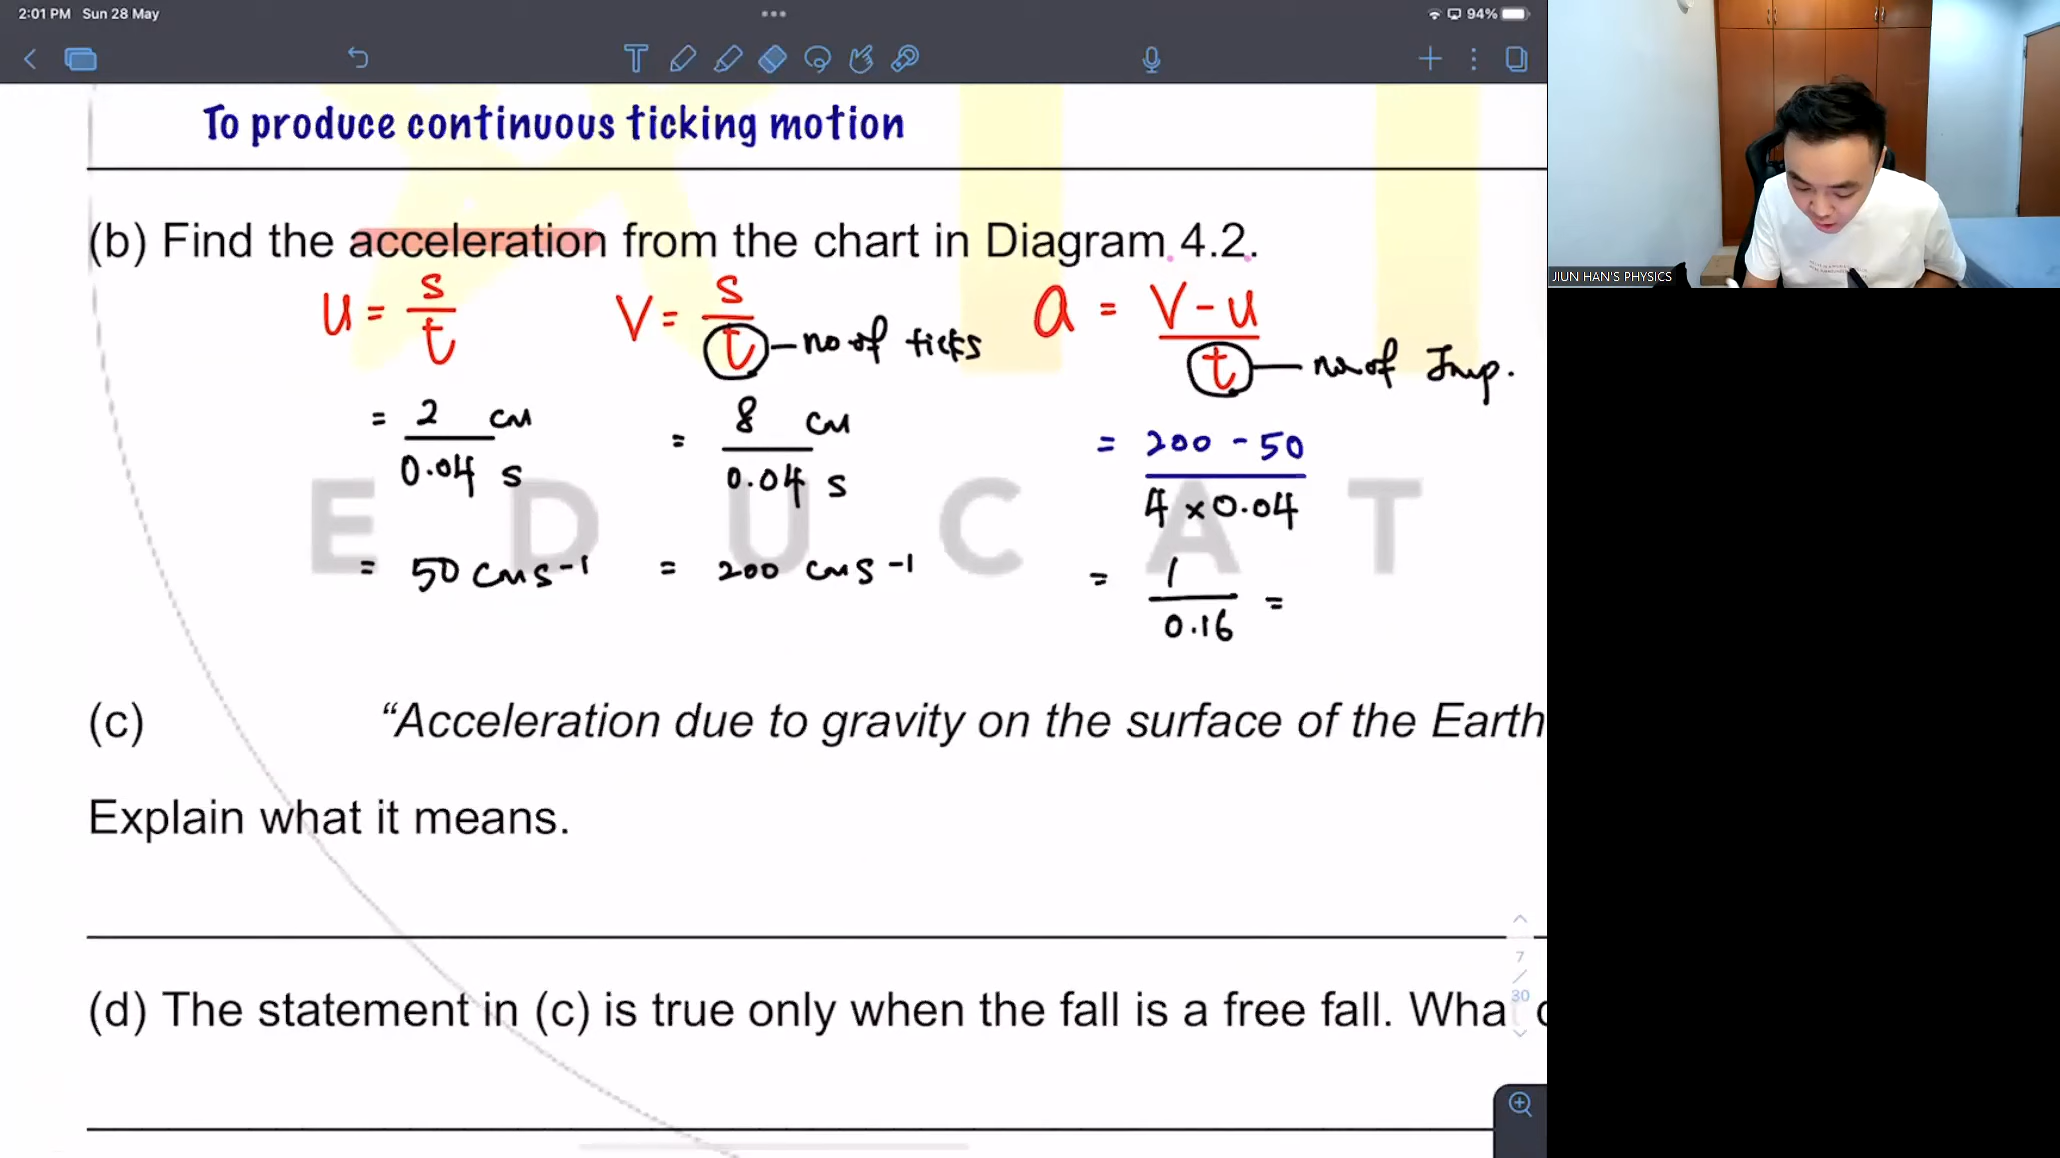 2:01 PM Sun 28 May
94%
To produce continuous ticking motion
(b) Find the acceleration from the chart in Diagram 4.2.
u = s/t
v = s/t - no of ticks
a = v - u/t - no of Jmp.
= 2 cm/0.04 s
= 8 cm/0.04 s
= 200 - 50/4 × 0.04
= 50 cms-1
= 200 cms-1
= 1/0.16 =
EDUCAT
(c) “Acceleration due to gravity on the surface of the Earth
Explain what it means.
(d) The statement in (c) is true only when the fall is a free fall. Wha
7/30
JIUN HAN'S PHYSICS